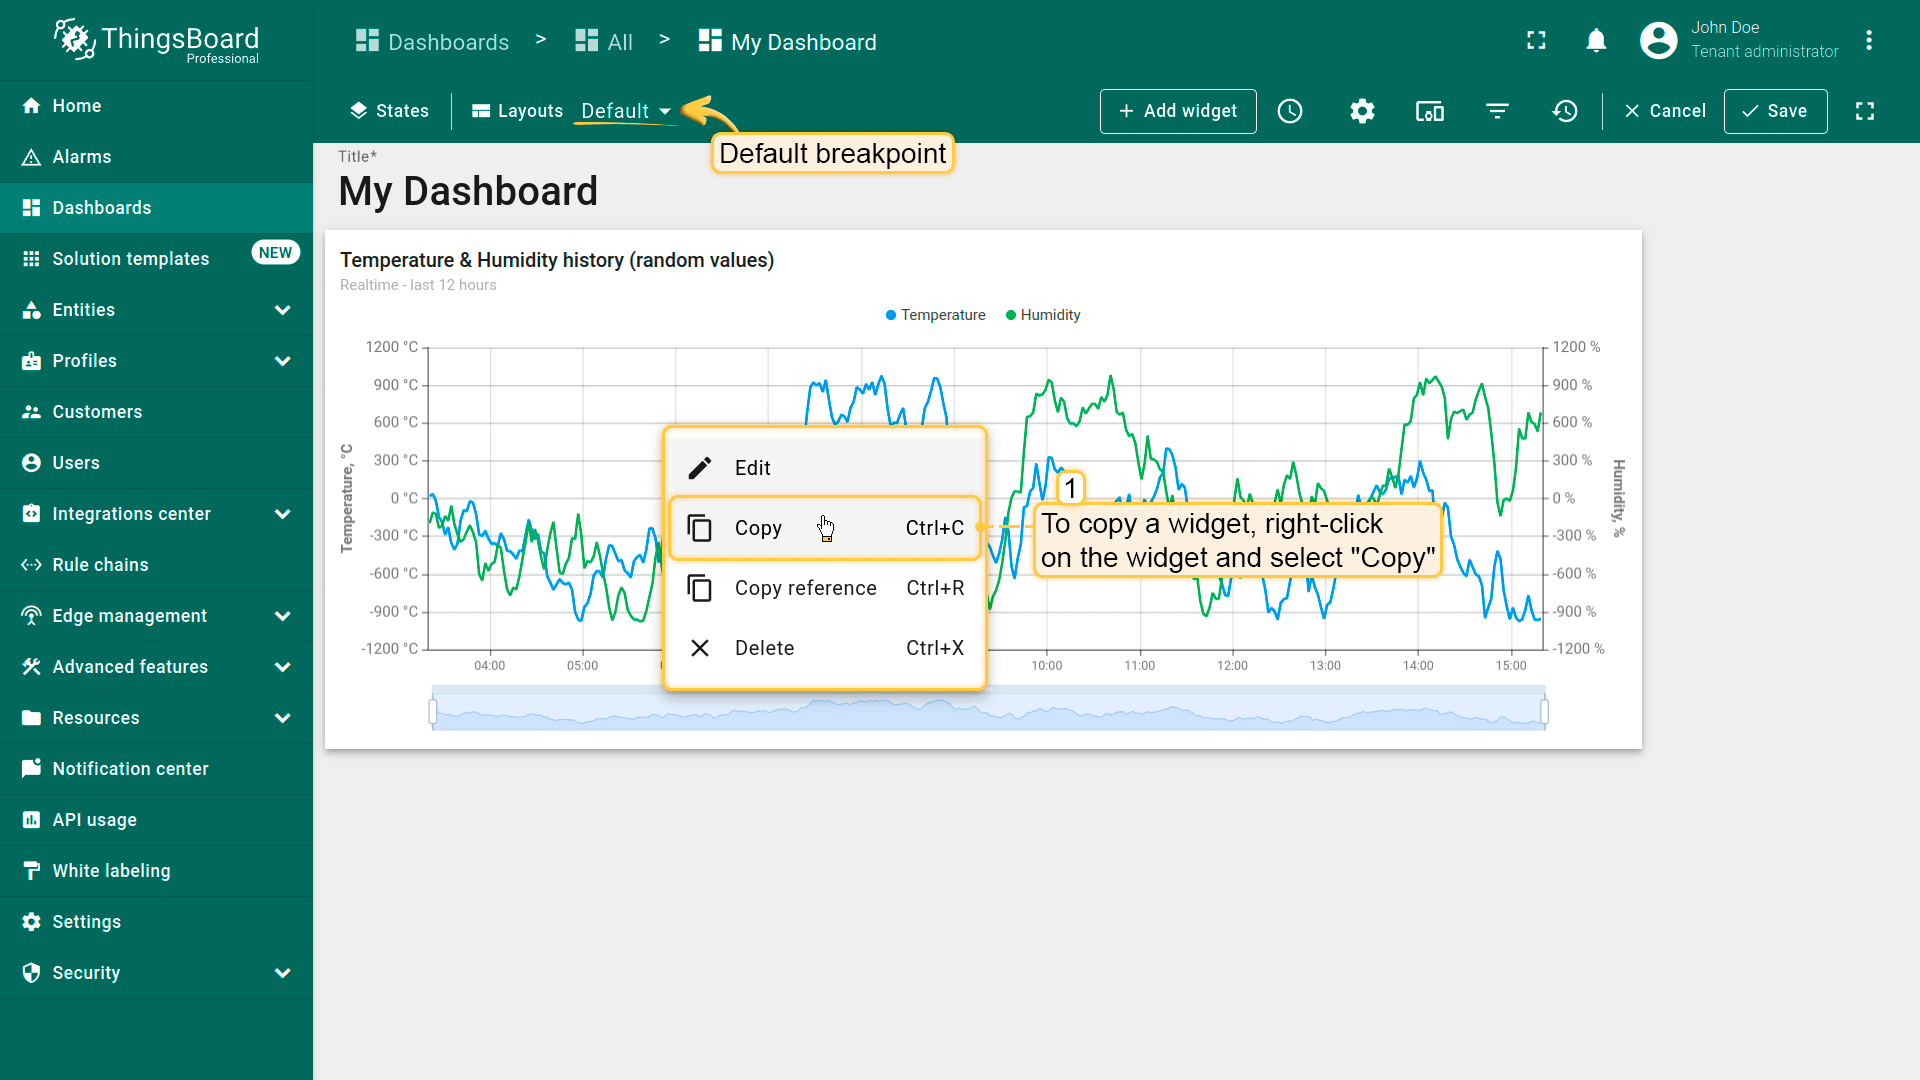 ThingsBoard
Professional
Dashboards > All > My Dashboard
John Doe
Tenant administrator
Home
Alarms
Dashboards
Solution templates NEW
Entities
Profiles
Customers
Users
Integrations center
Rule chains
Edge management
Advanced features
Resources
Notification center
API usage
White labeling
Settings
Security
States
Layouts Default
Add widget
Cancel
Save
Default breakpoint
Title*
My Dashboard
Temperature & Humidity history (random values)
Realtime - last 12 hours
Temperature Humidity
1200 °C
900 °C
600 °C
300 °C
0 °C
-300 °C
-600 °C
-900 °C
-1200 °C
Temperature, °C
1200 %
900 %
600 %
300 %
0 %
-300 %
-600 %
-900 %
-1200 %
Humidity, %
04:00 05:00 10:00 11:00 12:00 13:00 14:00 15:00
Edit
Copy Ctrl+C
Copy reference Ctrl+R
Delete Ctrl+X
1
To copy a widget, right-click
on the widget and select "Copy"